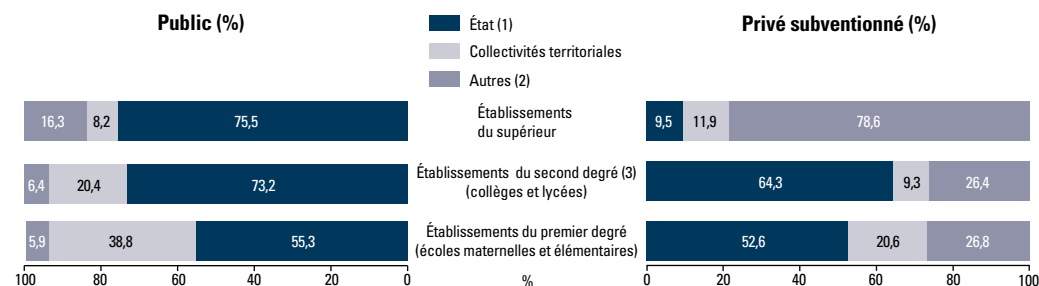 Public (%)
État (1)
Collectivités territoriales
Autres (2)
Privé subventionné (%)
16,3 8,2 75,5
Établissements
du supérieur
9,5 11,9 78,6
6,4 20,4 73,2
Établissements du second degré (3)
(collèges et lycées)
64,3 9,3 26,4
5,9 38,8 55,3
Établissements du premier degré
(écoles maternelles et élémentaires)
52,6 20,6 26,8
100 80 60 40 20 0
%
0 20 40 60 80 100